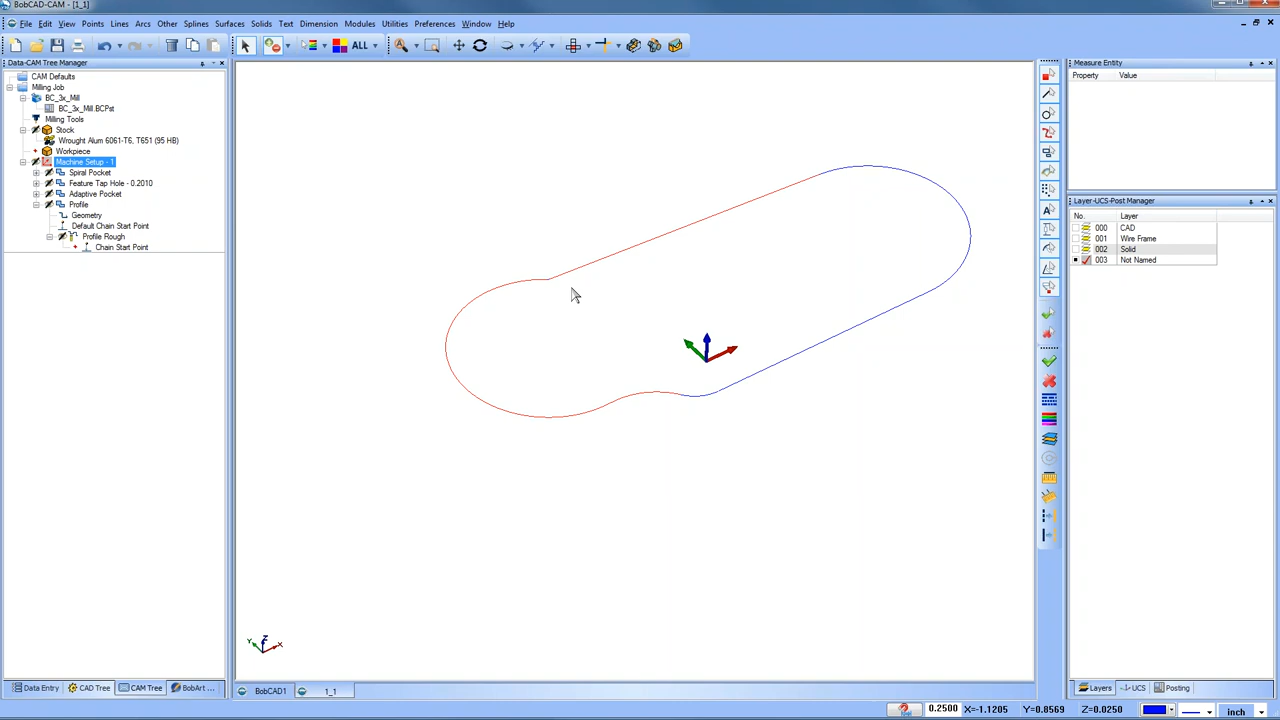 BobCAD-CAM - [1_1]
File Edit View Points Lines Arcs Other Splines Surfaces Solids Text Dimension Modules Utilities Preferences Window Help
ALL
Data-CAM Tree Manager
CAM Defaults
Milling Job
BC_3x_Mill
BC_3x_Mill.BCPst
Milling Tools
Stock
Wrought Alum 6061-T6, T651 (95 HB)
Workpiece
Machine Setup - 1
Spiral Pocket
Feature Tap Hole - 0.2010
Adaptive Pocket
Profile
Geometry
Default Chain Start Point
Profile Rough
Chain Start Point
Measure Entity
Property Value
Layer-UCS-Post Manager
No. Layer
000 CAD
001 Wire Frame
002 Solid
003 Not Named
Y Z X
Data Entry CAD Tree CAM Tree BobArt ...
BobCAD1 1_1
Layers UCS Posting
0.2500 X=-1.1205 Y=0.8569 Z=0.0250 inch